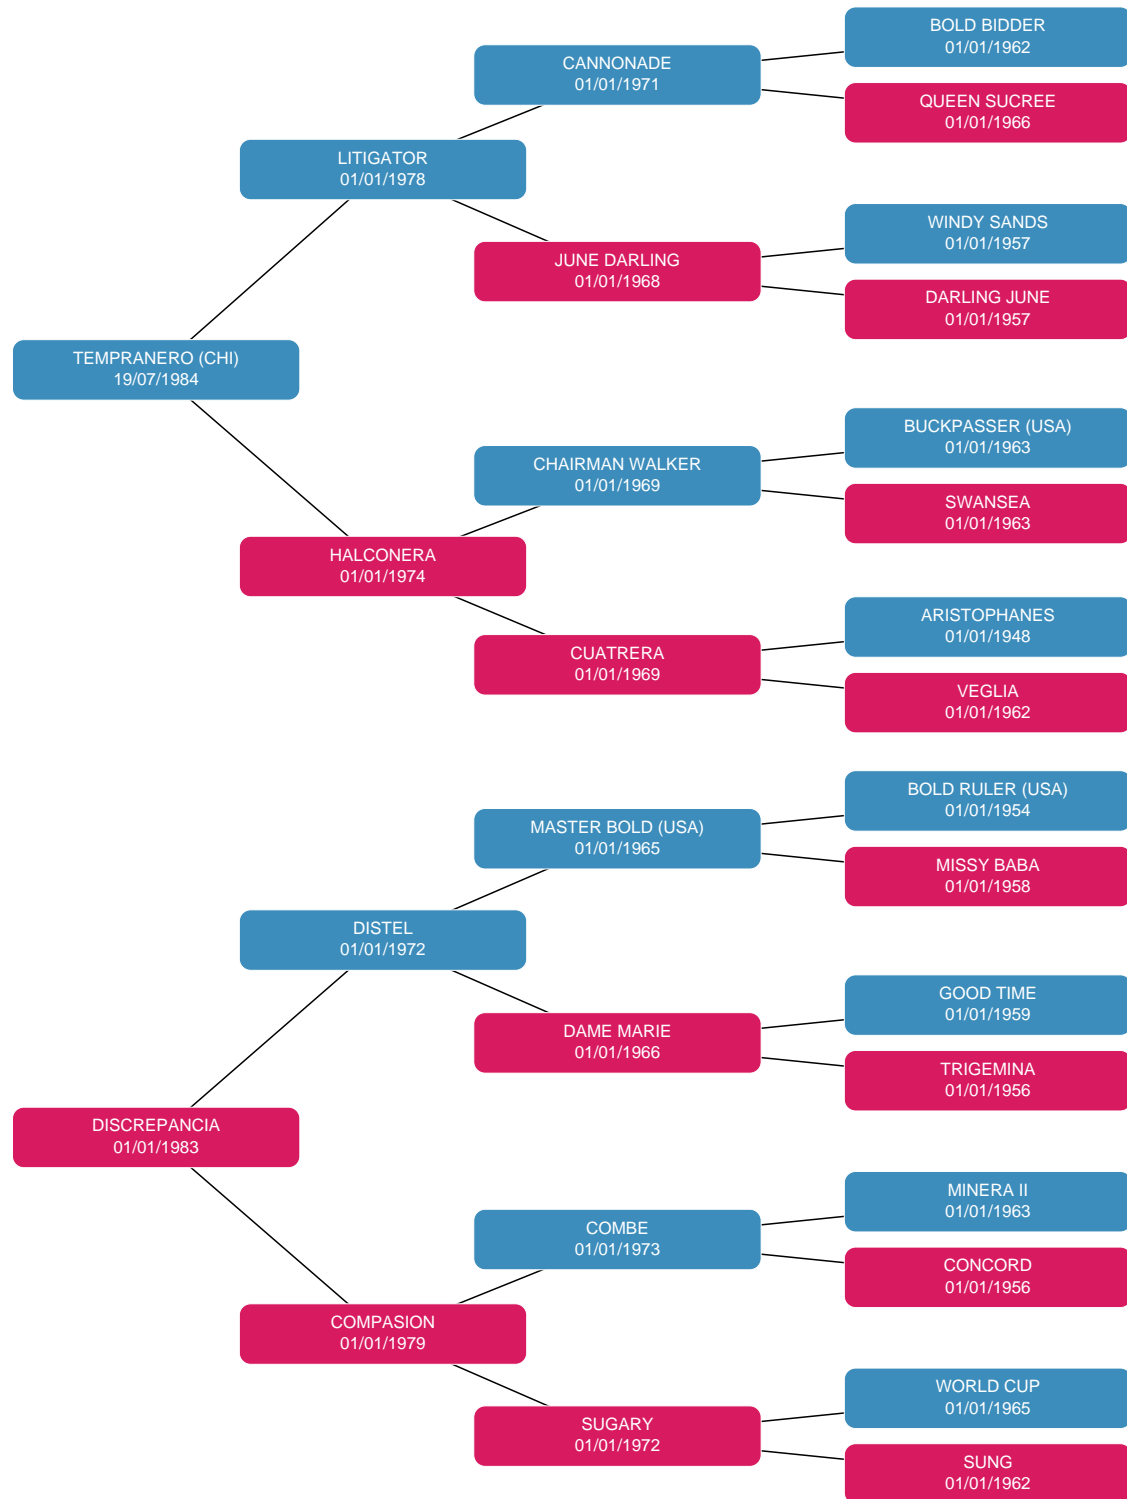 BOLD BIDDER
01/01/1962
CANNONADE
01/01/1971
QUEEN SUCREE
01/01/1966
LITIGATOR
01/01/1978
WINDY SANDS
01/01/1957
JUNE DARLING
01/01/1968
DARLING JUNE
01/01/1957
TEMPRANERO (CHI)
19/07/1984
BUCKPASSER (USA)
01/01/1963
CHAIRMAN WALKER
01/01/1969
SWANSEA
01/01/1963
HALCONERA
01/01/1974
ARISTOPHANES
01/01/1948
CUATRERA
01/01/1969
VEGLIA
01/01/1962
BOLD RULER (USA)
01/01/1954
MASTER BOLD (USA)
01/01/1965
MISSY BABA
01/01/1958
DISTEL
01/01/1972
GOOD TIME
01/01/1959
DAME MARIE
01/01/1966
TRIGEMINA
01/01/1956
DISCREPANCIA
01/01/1983
MINERA II
01/01/1963
COMBE
01/01/1973
CONCORD
01/01/1956
COMPASION
01/01/1979
WORLD CUP
01/01/1965
SUGARY
01/01/1972
SUNG
01/01/1962